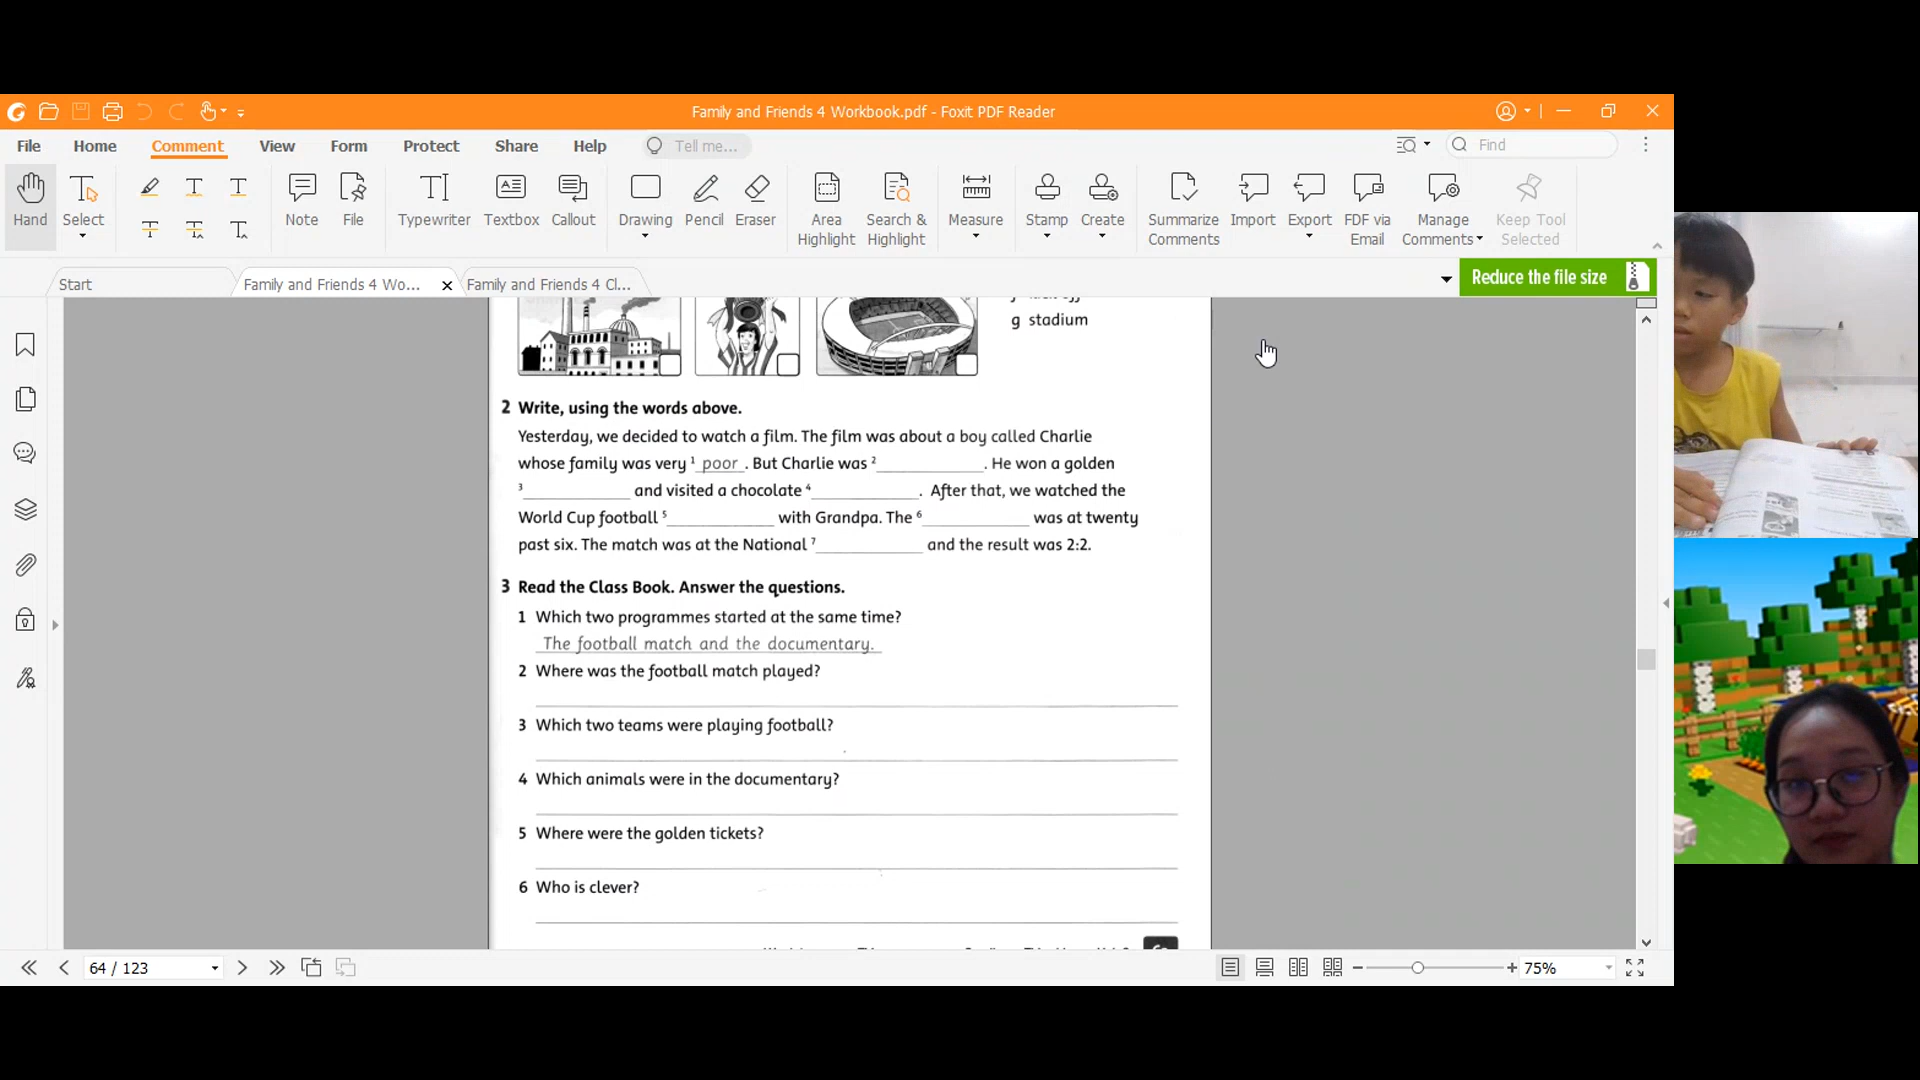 Family and Friends 4 Workbook.pdf - Foxit PDF Reader
File Home Comment View Form Protect Share Help Tell me... Find
Hand Select Note File Typewriter Textbox Callout Drawing Pencil Eraser Area Highlight Search & Highlight Measure Stamp Create Summarize Comments Import Export FDF via Email Manage Comments Keep Tool Selected
Start Family and Friends 4 Wo... Family and Friends 4 Cl... Reduce the file size
g stadium
2 Write, using the words above.
Yesterday, we decided to watch a film. The film was about a boy called Charlie
whose family was very 1 poor . But Charlie was 2 ____________. He won a golden
3 ____________ and visited a chocolate 4 ____________. After that, we watched the
World Cup football 5 ____________ with Grandpa. The 6 ____________ was at twenty
past six. The match was at the National 7 ____________ and the result was 2:2.
3 Read the Class Book. Answer the questions.
1 Which two programmes started at the same time?
The football match and the documentary.
2 Where was the football match played?
3 Which two teams were playing football?
4 Which animals were in the documentary?
5 Where were the golden tickets?
6 Who is clever?
64 / 123 75%